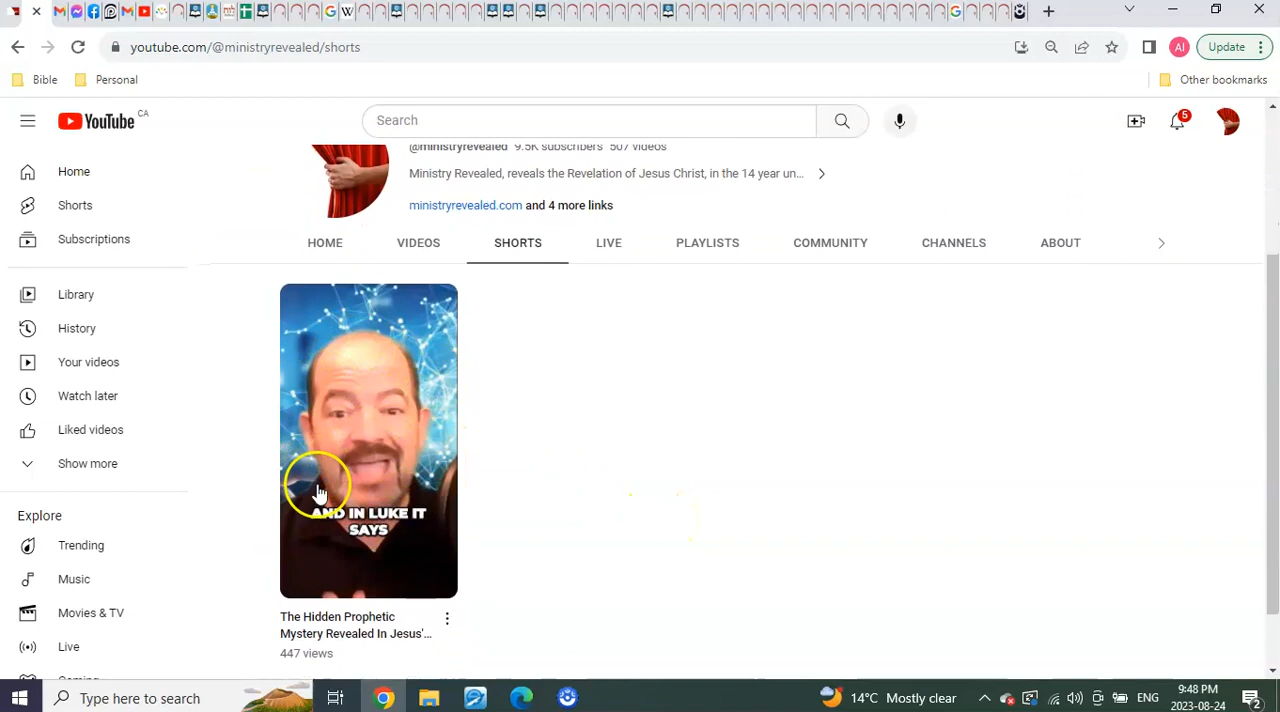 youtube.com/@ministryrevealed/shorts
AI
Update
Bible
Personal
Other bookmarks
YouTube CA
Search
5
@ministryrevealed 9.5K subscribers 507 videos
Ministry Revealed, reveals the Revelation of Jesus Christ, in the 14 year un...
ministryrevealed.com and 4 more links
HOME VIDEOS SHORTS LIVE PLAYLISTS COMMUNITY CHANNELS ABOUT
Home
Shorts
Subscriptions
Library
History
Your videos
Watch later
Liked videos
Show more
Explore
Trending
Music
Movies & TV
Live
AND IN LUKE IT
SAYS
The Hidden Prophetic
Mystery Revealed In Jesus'...
447 views
Type here to search
14°C Mostly clear
ENG
9:48 PM
2023-08-24
2